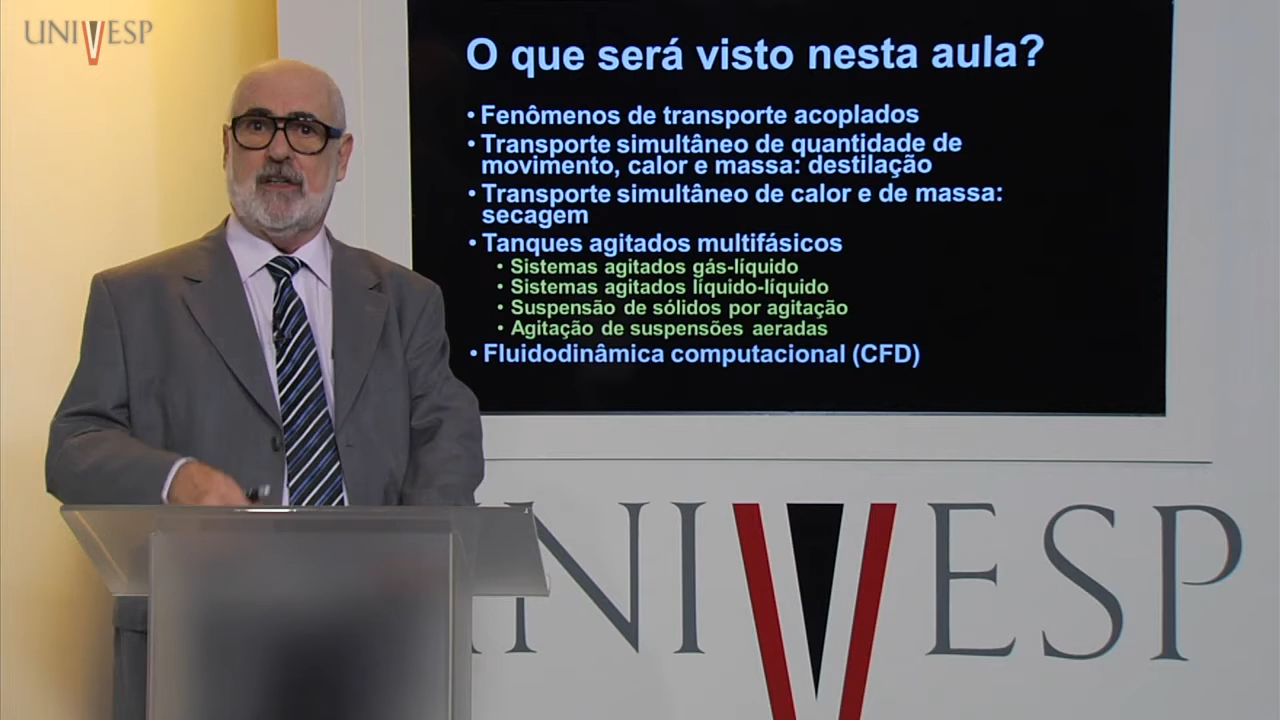 UNIVESP
O que será visto nesta aula?
• Fenômenos de transporte acoplados
• Transporte simultâneo de quantidade de
movimento, calor e massa: destilação
• Transporte simultâneo de calor e de massa:
secagem
• Tanques agitados multifásicos
• Sistemas agitados gás-líquido
• Sistemas agitados líquido-líquido
• Suspensão de sólidos por agitação
• Agitação de suspensões aeradas
• Fluidodinâmica computacional (CFD)
UNIVESP